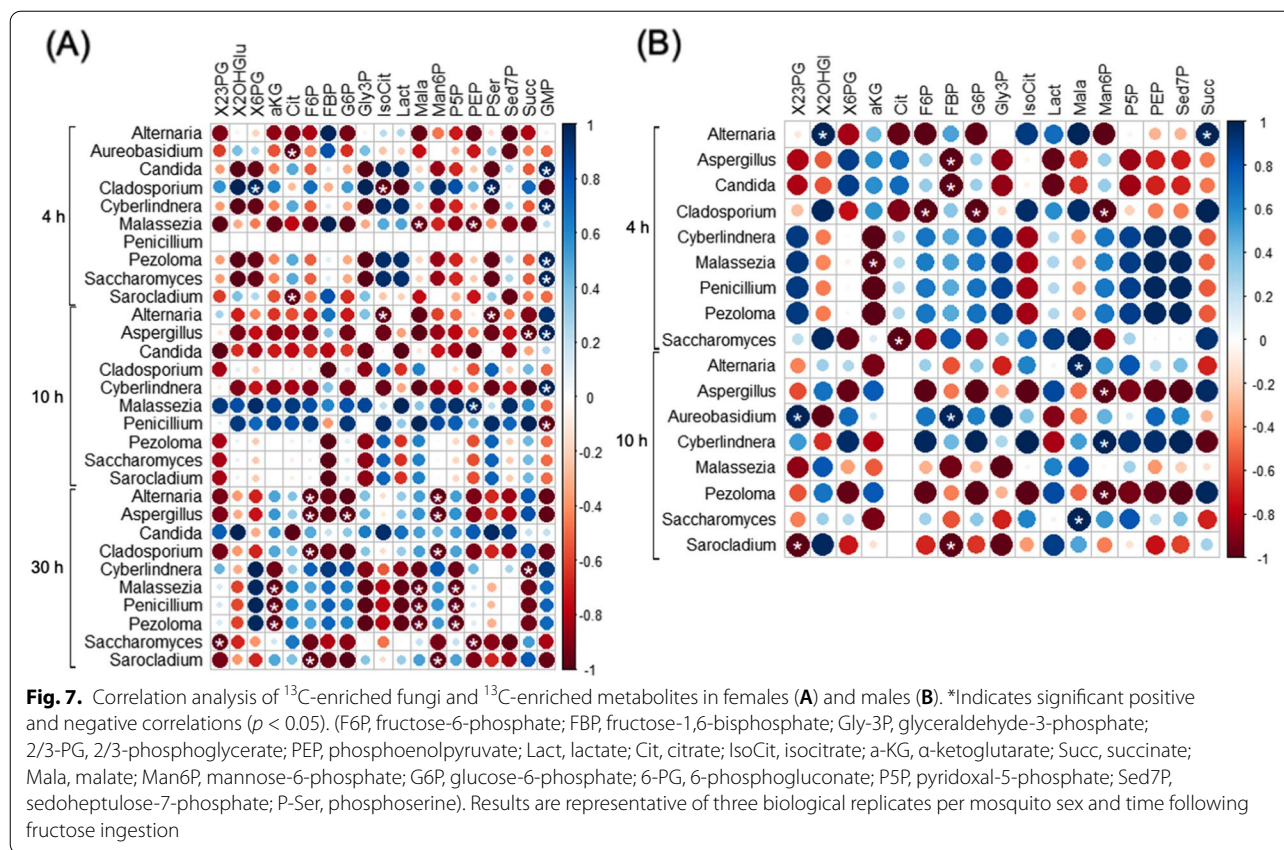 (A)
X23PG X2OHGlu X6PG aKG Cit F6P FBP G6P Gly3P IsoCit Lact Mala Man6P P5P PEP PSer Sed7P Succ GMP
4 h
Alternaria
Aureobasidium
Candida
Cladosporium
Cyberlindnera
Malassezia
Penicillium
Pezoloma
Saccharomyces
Sarocladium
10 h
Alternaria
Aspergillus
Candida
Cladosporium
Cyberlindnera
Malassezia
Penicillium
Pezoloma
Saccharomyces
Sarocladium
30 h
Alternaria
Aspergillus
Candida
Cladosporium
Cyberlindnera
Malassezia
Penicillium
Pezoloma
Saccharomyces
Sarocladium
1
0.8
0.6
0.4
0.2
0
-0.2
-0.4
-0.6
-0.8
-1
(B)
X23PG X2OHGl X6PG aKG Cit F6P FBP G6P Gly3P IsoCit Lact Mala Man6P P5P PEP Sed7P Succ
4 h
Alternaria
Aspergillus
Candida
Cladosporium
Cyberlindnera
Malassezia
Penicillium
Pezoloma
Saccharomyces
10 h
Alternaria
Aspergillus
Aureobasidium
Cyberlindnera
Malassezia
Pezoloma
Saccharomyces
Sarocladium
1
0.8
0.6
0.4
0.2
0
-0.2
-0.4
-0.6
-0.8
-1
Fig. 7. Correlation analysis of ¹³C-enriched fungi and ¹³C-enriched metabolites in females (A) and males (B). *Indicates significant positive
and negative correlations (p < 0.05). (F6P, fructose-6-phosphate; FBP, fructose-1,6-bisphosphate; Gly-3P, glyceraldehyde-3-phosphate;
2/3-PG, 2/3-phosphoglycerate; PEP, phosphoenolpyruvate; Lact, lactate; Cit, citrate; IsoCit, isocitrate; a-KG, α-ketoglutarate; Succ, succinate;
Mala, malate; Man6P, mannose-6-phosphate; G6P, glucose-6-phosphate; 6-PG, 6-phosphogluconate; P5P, pyridoxal-5-phosphate; Sed7P,
sedoheptulose-7-phosphate; P-Ser, phosphoserine). Results are representative of three biological replicates per mosquito sex and time following
fructose ingestion